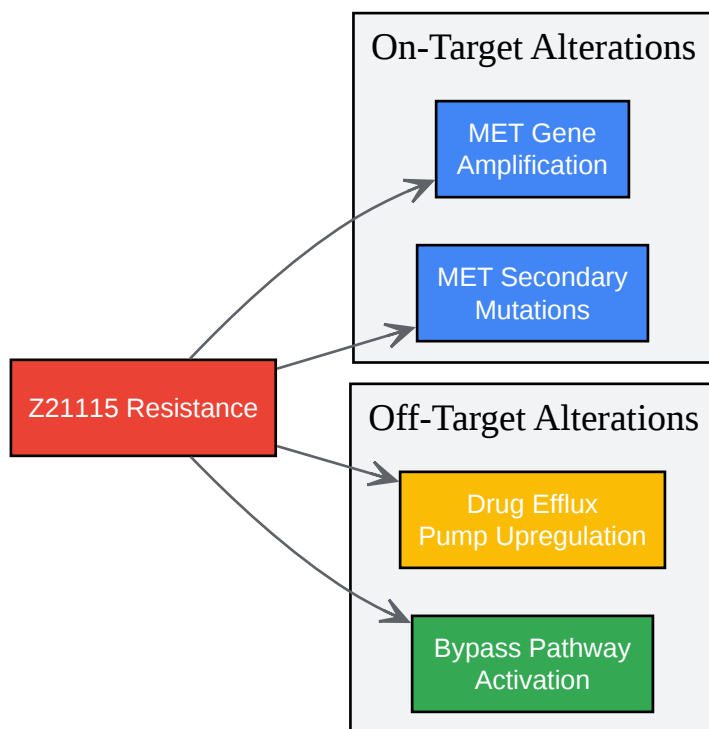 On-Target Alterations
MET Gene
Amplification
MET Secondary
Mutations
Z21115 Resistance
Off-Target Alterations
Drug Efflux
Pump Upregulation
Bypass Pathway
Activation